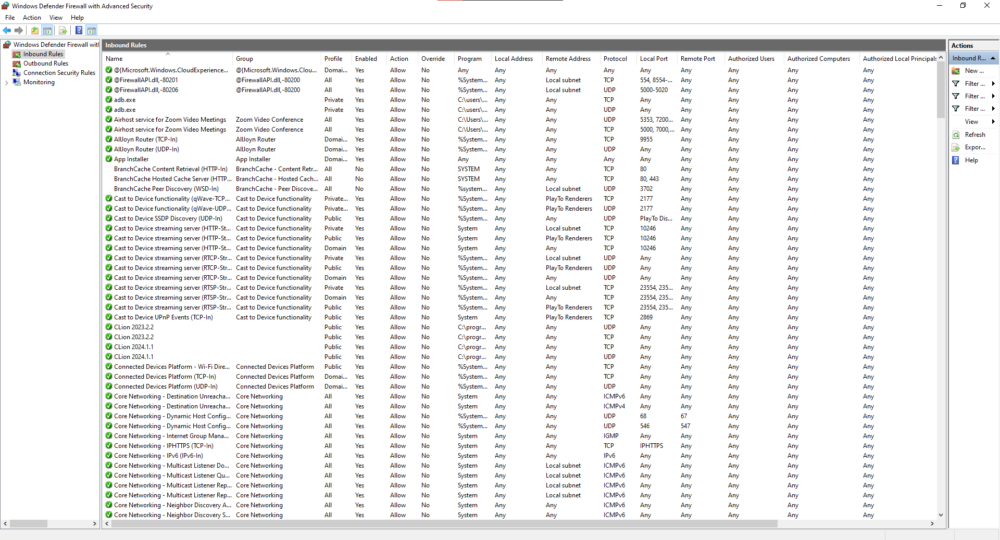 Windows Defender Firewall with Advanced Security
File Action View Help
Windows Defender Firewall witl
Inbound Rules
Outbound Rules
Connection Security Rules
Monitoring
Inbound Rules
Name Group Profile Enabled Action Override Program Local Address Remote Address Protocol Local Port Remote Port Authorized Users Authorized Computers Authorized Local Principals
@{Microsoft.Windows.CloudExperience... @{Microsoft.Windows.Clou... Domai... Yes Allow No Any Any Any Any Any Any Any Any Any
@FirewallAPI.dll,-80201 @FirewallAPI.dll,-80200 All Yes Allow No %System... Any Local subnet TCP 554, 8554-... Any Any Any Any
@FirewallAPI.dll,-80206 @FirewallAPI.dll,-80200 All Yes Allow No %System... Any Local subnet UDP 5000-5020 Any Any Any Any
adb.exe Private Yes Allow No C:\users\... Any Any TCP Any Any Any Any Any
adb.exe Private Yes Allow No C:\users\... Any Any UDP Any Any Any Any Any
Airhost service for Zoom Video Meetings Zoom Video Conference All Yes Allow No C:\Users\... Any Any UDP 5353, 7200... Any Any Any Any
Airhost service for Zoom Video Meetings Zoom Video Conference All Yes Allow No C:\Users\... Any Any TCP 5000, 7000,... Any Any Any Any
AllJoyn Router (TCP-In) AllJoyn Router Domai... Yes Allow No %System... Any Any TCP 9955 Any Any Any Any
AllJoyn Router (UDP-In) AllJoyn Router Domai... Yes Allow No %System... Any Any UDP Any Any Any Any Any
App Installer App Installer Domai... Yes Allow No Any Any Any Any Any Any Any Any Any
BranchCache Content Retrieval (HTTP-In) BranchCache - Content Retr... All No Allow No SYSTEM Any Any TCP 80 Any Any Any Any
BranchCache Hosted Cache Server (HTTP... BranchCache - Hosted Cach... All No Allow No SYSTEM Any Any TCP 80, 443 Any Any Any Any
BranchCache Peer Discovery (WSD-In) BranchCache - Peer Discove... All No Allow No %system... Any Local subnet UDP 3702 Any Any Any Any
Cast to Device functionality (qWave-TCP... Cast to Device functionality Private... Yes Allow No %System... Any PlayTo Renderers TCP 2177 Any Any Any Any
Cast to Device functionality (qWave-UDP... Cast to Device functionality Private... Yes Allow No %System... Any PlayTo Renderers UDP 2177 Any Any Any Any
Cast to Device SSDP Discovery (UDP-In) Cast to Device functionality Public Yes Allow No %System... Any Any UDP PlayTo Dis... Any Any Any Any
Cast to Device streaming server (HTTP-St... Cast to Device functionality Private Yes Allow No System Any Local subnet TCP 10246 Any Any Any Any
Cast to Device streaming server (HTTP-St... Cast to Device functionality Public Yes Allow No System Any PlayTo Renderers TCP 10246 Any Any Any Any
Cast to Device streaming server (HTTP-St... Cast to Device functionality Domain Yes Allow No System Any Any TCP 10246 Any Any Any Any
Cast to Device streaming server (RTCP-Str... Cast to Device functionality Private Yes Allow No %System... Any Local subnet UDP Any Any Any Any Any
Cast to Device streaming server (RTCP-Str... Cast to Device functionality Public Yes Allow No %System... Any PlayTo Renderers UDP Any Any Any Any Any
Cast to Device streaming server (RTCP-Str... Cast to Device functionality Domain Yes Allow No %System... Any Any UDP Any Any Any Any Any
Cast to Device streaming server (RTSP-Str... Cast to Device functionality Private Yes Allow No %System... Any Local subnet TCP 23554, 235... Any Any Any Any
Cast to Device streaming server (RTSP-Str... Cast to Device functionality Domain Yes Allow No %System... Any Any TCP 23554, 235... Any Any Any Any
Cast to Device streaming server (RTSP-Str... Cast to Device functionality Public Yes Allow No %System... Any PlayTo Renderers TCP 23554, 235... Any Any Any Any
Cast to Device UPnP Events (TCP-In) Cast to Device functionality Public Yes Allow No System Any PlayTo Renderers TCP 2869 Any Any Any Any
CLion 2023.2.2 Public Yes Allow No C:\progr... Any Any UDP Any Any Any Any Any
CLion 2023.2.2 Public Yes Allow No C:\progr... Any Any TCP Any Any Any Any Any
CLion 2024.1.1 Public Yes Allow No C:\progr... Any Any TCP Any Any Any Any Any
CLion 2024.1.1 Public Yes Allow No C:\progr... Any Any UDP Any Any Any Any Any
Connected Devices Platform - Wi-Fi Dire... Connected Devices Platform Public Yes Allow No %System... Any Any TCP Any Any Any Any Any
Connected Devices Platform (TCP-In) Connected Devices Platform Domai... Yes Allow No %System... Any Any TCP Any Any Any Any Any
Connected Devices Platform (UDP-In) Connected Devices Platform Domai... Yes Allow No %System... Any Any UDP Any Any Any Any Any
Core Networking - Destination Unreacha... Core Networking All Yes Allow No System Any Any ICMPv6 Any Any Any Any Any
Core Networking - Destination Unreacha... Core Networking All Yes Allow No System Any Any ICMPv4 Any Any Any Any Any
Core Networking - Dynamic Host Config... Core Networking All Yes Allow No %System... Any Any UDP 68 67 Any Any Any
Core Networking - Dynamic Host Config... Core Networking All Yes Allow No %System... Any Any UDP 546 547 Any Any Any
Core Networking - Internet Group Mana... Core Networking All Yes Allow No System Any Any IGMP Any Any Any Any Any
Core Networking - IPHTTPS (TCP-In) Core Networking All Yes Allow No System Any Any TCP IPHTTPS Any Any Any Any
Core Networking - IPv6 (IPv6-In) Core Networking All Yes Allow No System Any Any IPv6 Any Any Any Any Any
Core Networking - Multicast Listener Do... Core Networking All Yes Allow No System Any Local subnet ICMPv6 Any Any Any Any Any
Core Networking - Multicast Listener Qu... Core Networking All Yes Allow No System Any Local subnet ICMPv6 Any Any Any Any Any
Core Networking - Multicast Listener Rep... Core Networking All Yes Allow No System Any Local subnet ICMPv6 Any Any Any Any Any
Core Networking - Multicast Listener Rep... Core Networking All Yes Allow No System Any Local subnet ICMPv6 Any Any Any Any Any
Core Networking - Neighbor Discovery A... Core Networking All Yes Allow No System Any Any ICMPv6 Any Any Any Any Any
Core Networking - Neighbor Discovery S... Core Networking All Yes Allow No System Any Any ICMPv6 Any Any Any Any Any
Actions
Inbound R...
New ...
Filter ...
Filter ...
Filter ...
View
Refresh
Expor...
Help